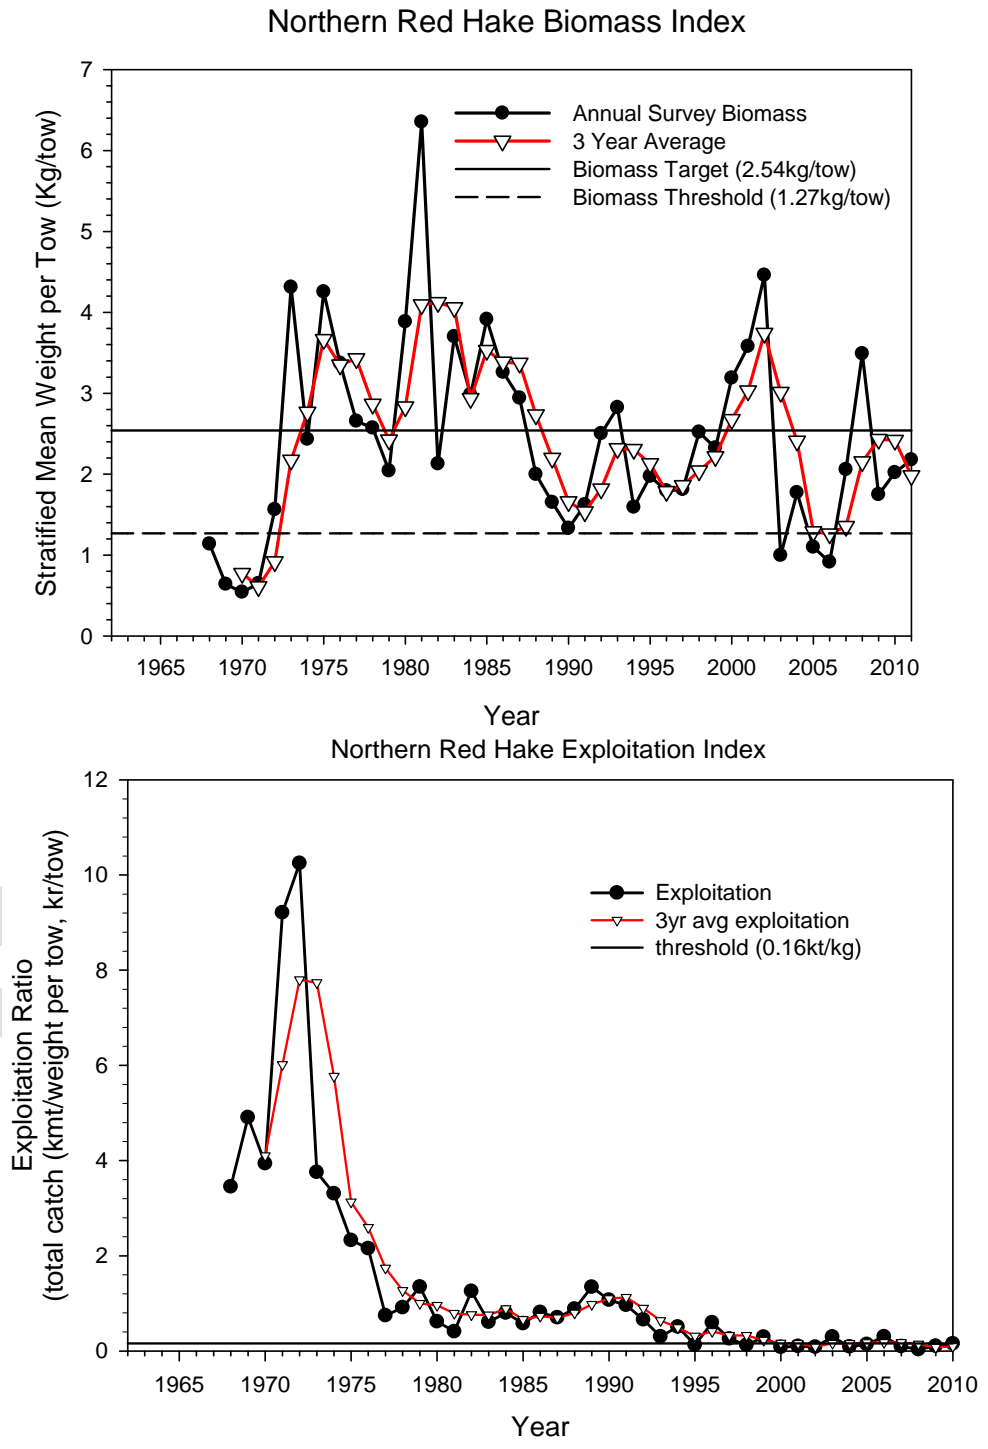 Northern Red Hake Biomass Index
7
6
5
4
3
2
1
0
Stratified Mean Weight per Tow (Kg/tow)
Annual Survey Biomass
3 Year Average
Biomass Target (2.54kg/tow)
Biomass Threshold (1.27kg/tow)
1965 1970 1975 1980 1985 1990 1995 2000 2005 2010
Year
Northern Red Hake Exploitation Index
12
10
8
6
4
2
0
Exploitation Ratio
(total catch (kmt/weight per tow, kr/tow)
Exploitation
3yr avg exploitation
threshold (0.16kt/kg)
1965 1970 1975 1980 1985 1990 1995 2000 2005 2010
Year